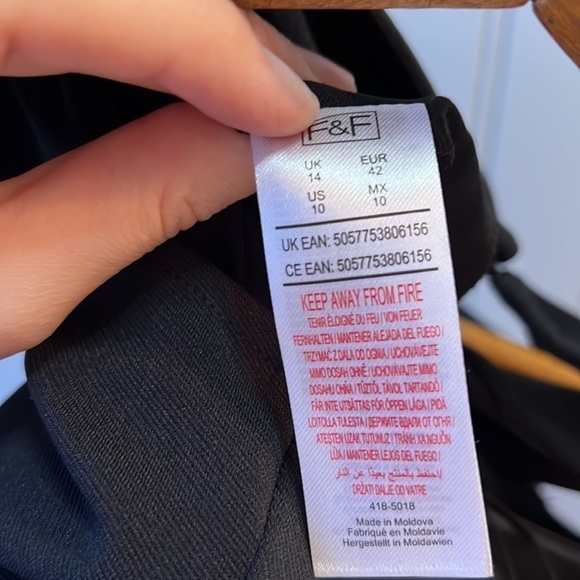 F&F
UK EUR
14 42
US MX
10 10
UK EAN: 5057753806156
CE EAN: 5057753806156
KEEP AWAY FROM FIRE
TENIR ÉLOIGNÉ DU FEU / VON FEUER
FERNHALTEN / MANTENER ALEJADA DEL FUEGO /
TRZYMAĆ Z DALA OD OGNIA / UCHOVÁVEJTE
MIMO DOSAH OHNĚ / UCHOVÁVAJTE MIMO
DOSAHU OHŇA / TŰZTŐL TÁVOL TARTANDÓ /
FÅR INTE UTSÄTTAS FÖR ÖPPEN LÅGA / PIDÄ
LOITOLLA TULESTA / ДЕРЖИТЕ ВДАЛИ ОТ ОГНЯ /
ATEŞTEN UZAK TUTUNUZ / TRÁNH XA NGUỒN
LỬA / MANTENER LEJOS DEL FUEGO /
احتفظ بالمنتج بعيدًا عن النار/
DRŽATI DALJE OD VATRE
418-5018
Made in Moldova
Fabriqué en Moldavie
Hergestellt in Moldawien